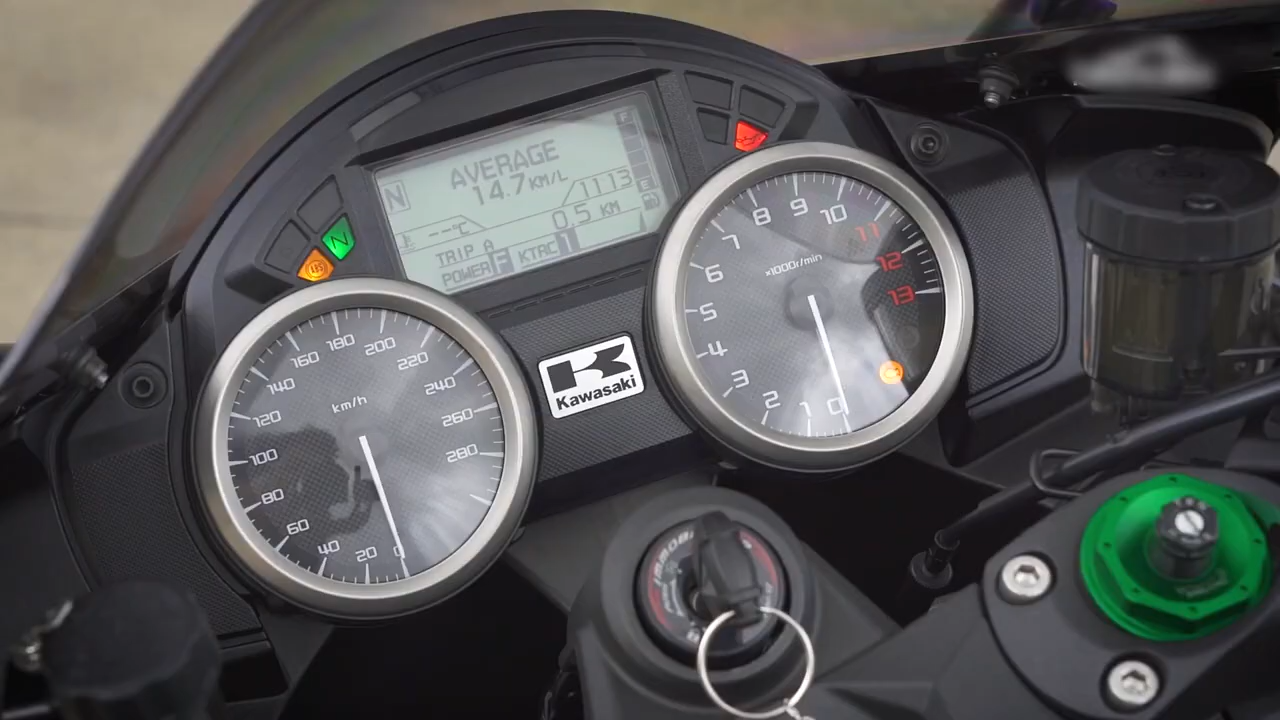 AVERAGE
14.7 KM/L
N
F
1113
E
--°C
0.5 KM
TRIP A
POWER F KTRC 1
N
ABS
km/h
0
20
40
60
80
100
120
140
160
180
200
220
240
260
280
K
Kawasaki
×1000r/min
0
1
2
3
4
5
6
7
8
9
10
11
12
13